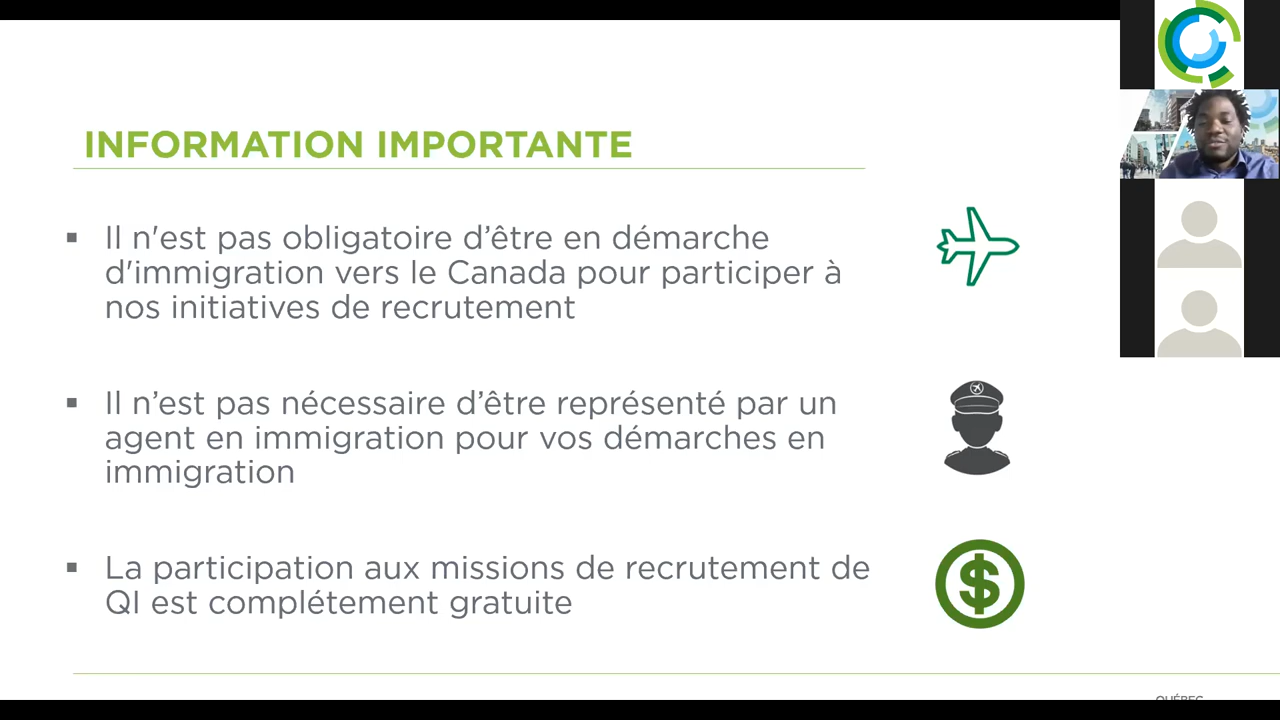 INFORMATION IMPORTANTE
▪ Il n'est pas obligatoire d’être en démarche
d'immigration vers le Canada pour participer à
nos initiatives de recrutement
▪ Il n’est pas nécessaire d’être représenté par un
agent en immigration pour vos démarches en
immigration
▪ La participation aux missions de recrutement de
QI est complétement gratuite
$
QUÉBEC